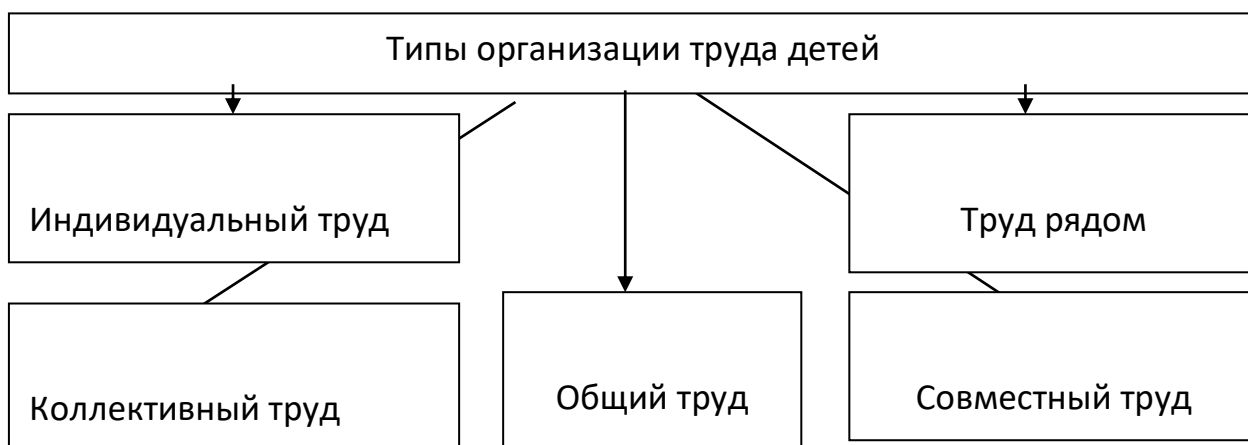 Типы организации труда детей
Индивидуальный труд
Труд рядом
Коллективный труд
Общий труд
Совместный труд